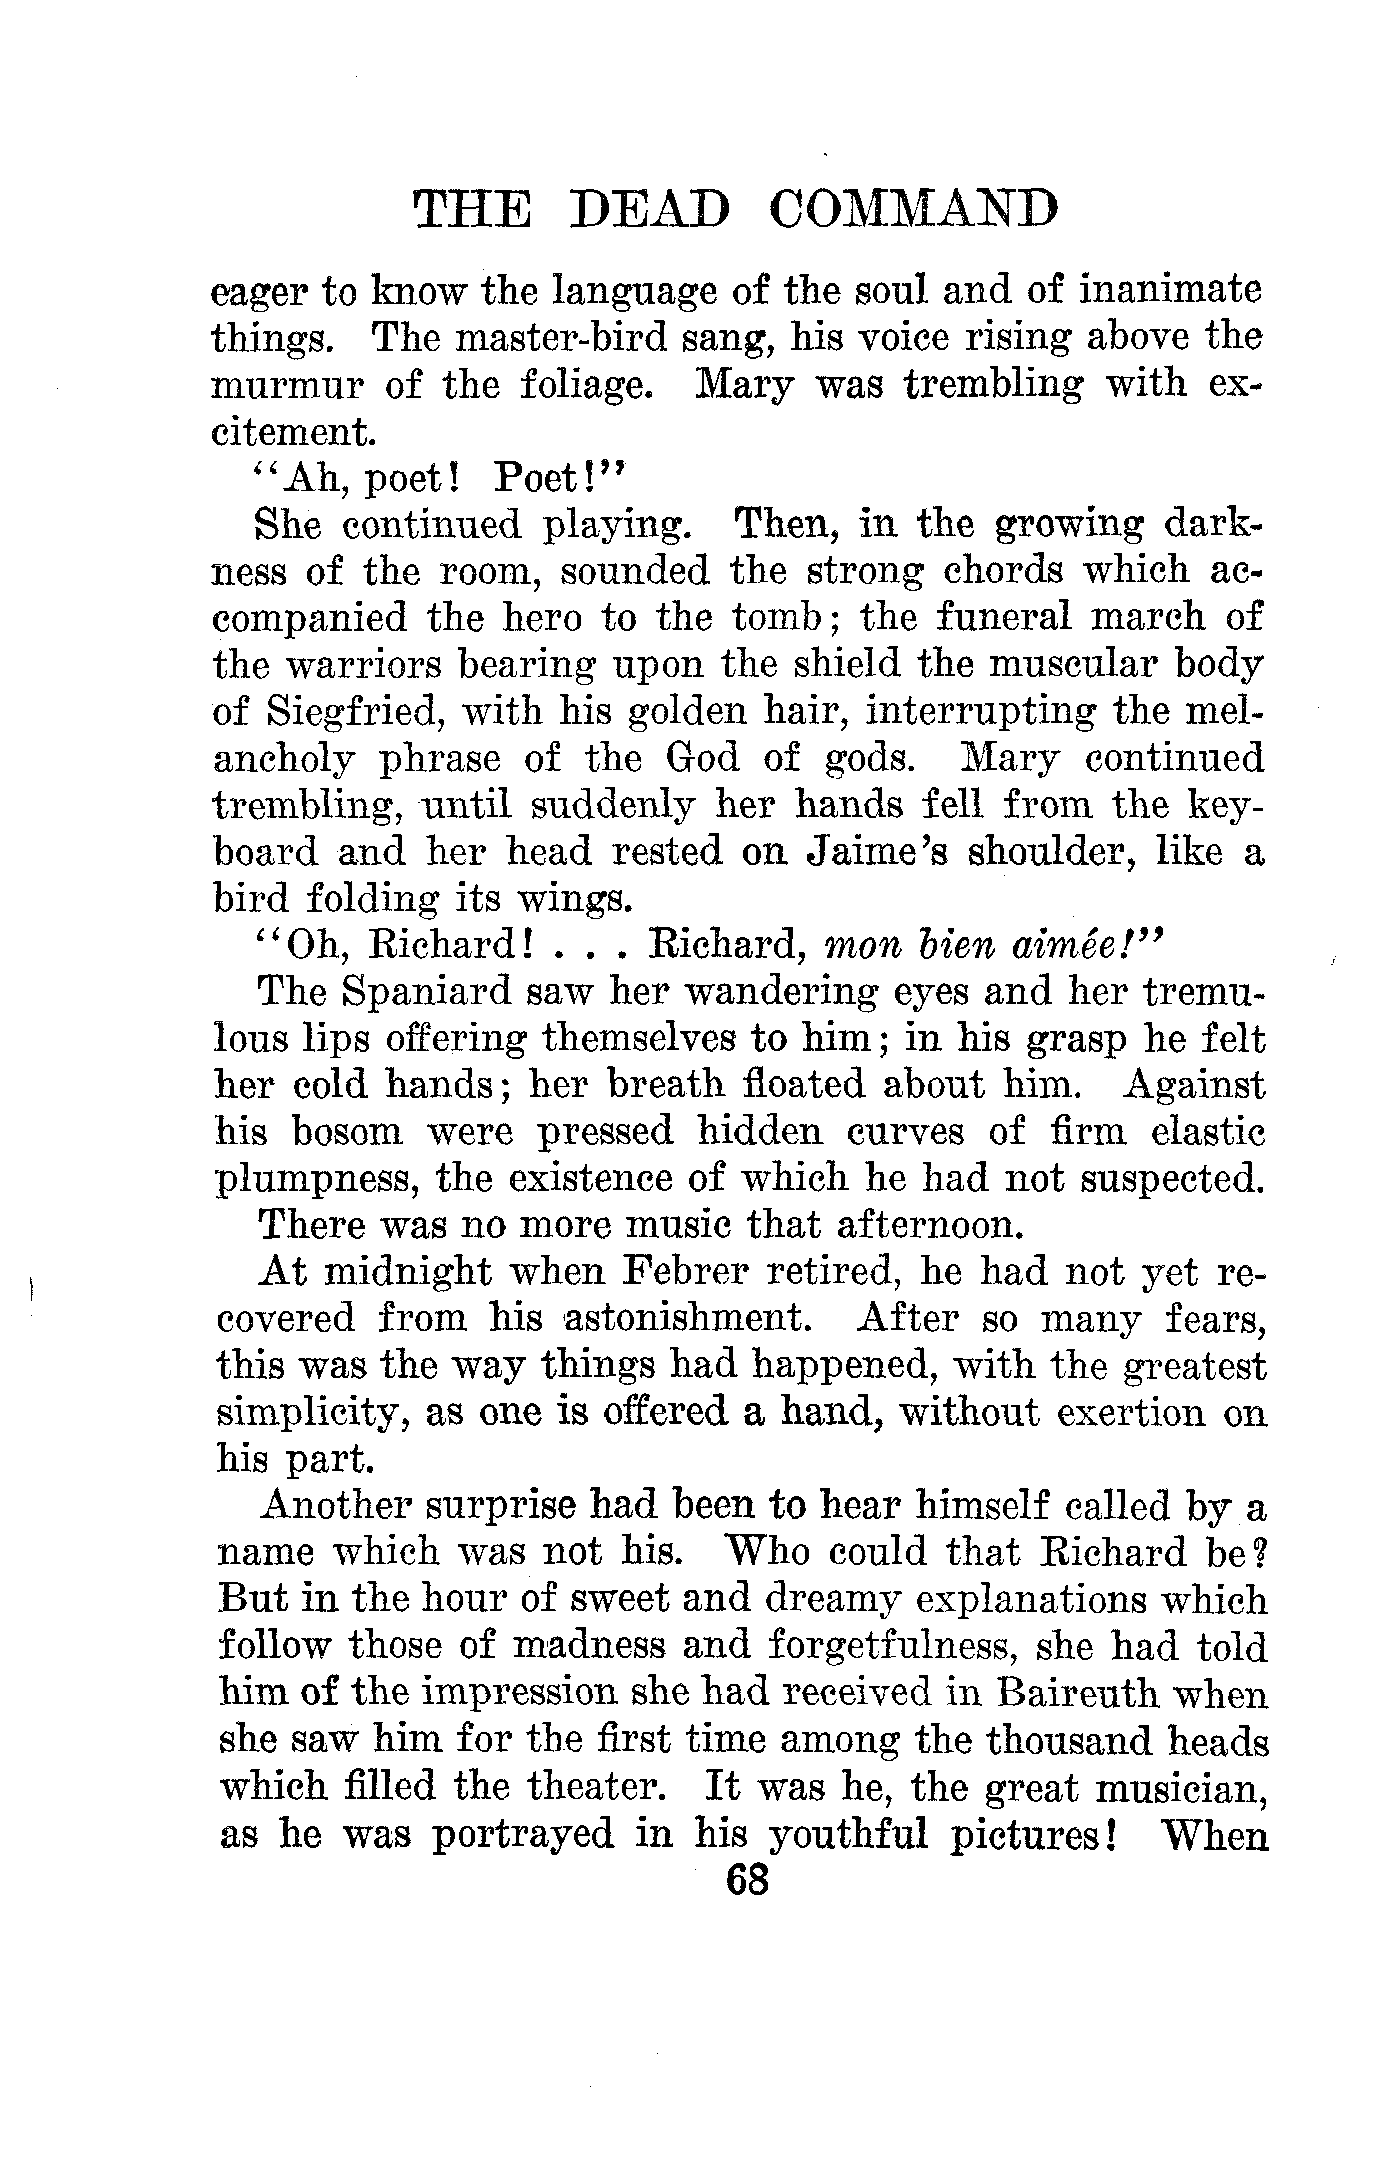 THE DEAD COMMAND
eager to know the language of the soul and of inanimate
things. The master-bird sang, his voice rising above the
murmur of the foliage. Mary was trembling with ex-
citement.
"Ah, poet! Poet!"
She continued playing. Then, in the growing dark-
ness of the room, sounded the strong chords which ac-
companied the hero to the tomb; the funeral march of
the warriors bearing upon the shield the muscular body
of Siegfried, with his golden hair, interrupting the mel-
ancholy phrase of the God of gods. Mary continued
trembling, until suddenly her hands fell from the key-
board and her head rested on Jaime's shoulder, like a
bird folding its wings.
"Oh, Richard! . . . Richard, mon bien aimée!"
The Spaniard saw her wandering eyes and her tremu-
lous lips offering themselves to him; in his grasp he felt
her cold hands; her breath floated about him. Against
his bosom were pressed hidden curves of firm elastic
plumpness, the existence of which he had not suspected.
There was no more music that afternoon.
At midnight when Febrer retired, he had not yet re-
covered from his astonishment. After so many fears,
this was the way things had happened, with the greatest
simplicity, as one is offered a hand, without exertion on
his part.
Another surprise had been to hear himself called by a
name which was not his. Who could that Richard be?
But in the hour of sweet and dreamy explanations which
follow those of madness and forgetfulness, she had told
him of the impression she had received in Baireuth when
she saw him for the first time among the thousand heads
which filled the theater. It was he, the great musician,
as he was portrayed in his youthful pictures! When
68